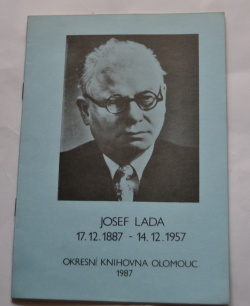 JOSEF LADA
17.12.1887 - 14.12.1957
OKRESNÍ KNIHOVNA OLOMOUC
1987